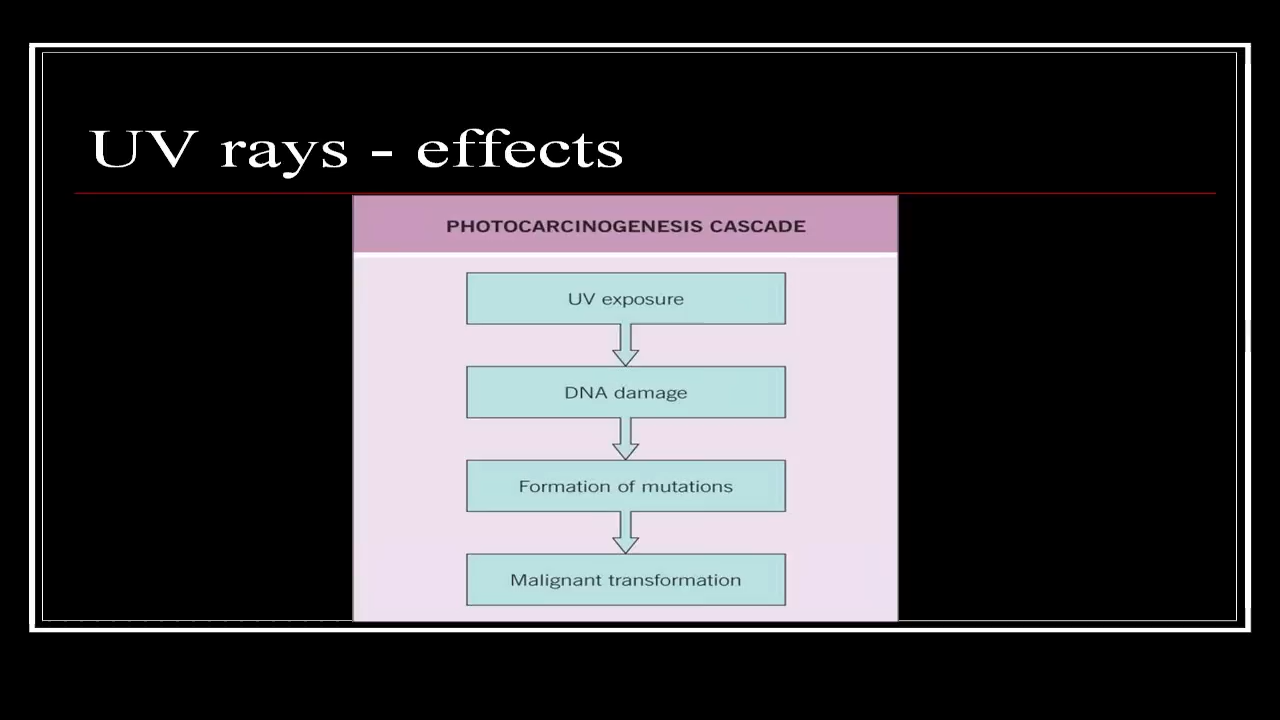 UV rays - effects
PHOTOCARCINOGENESIS CASCADE
UV exposure
DNA damage
Formation of mutations
Malignant transformation